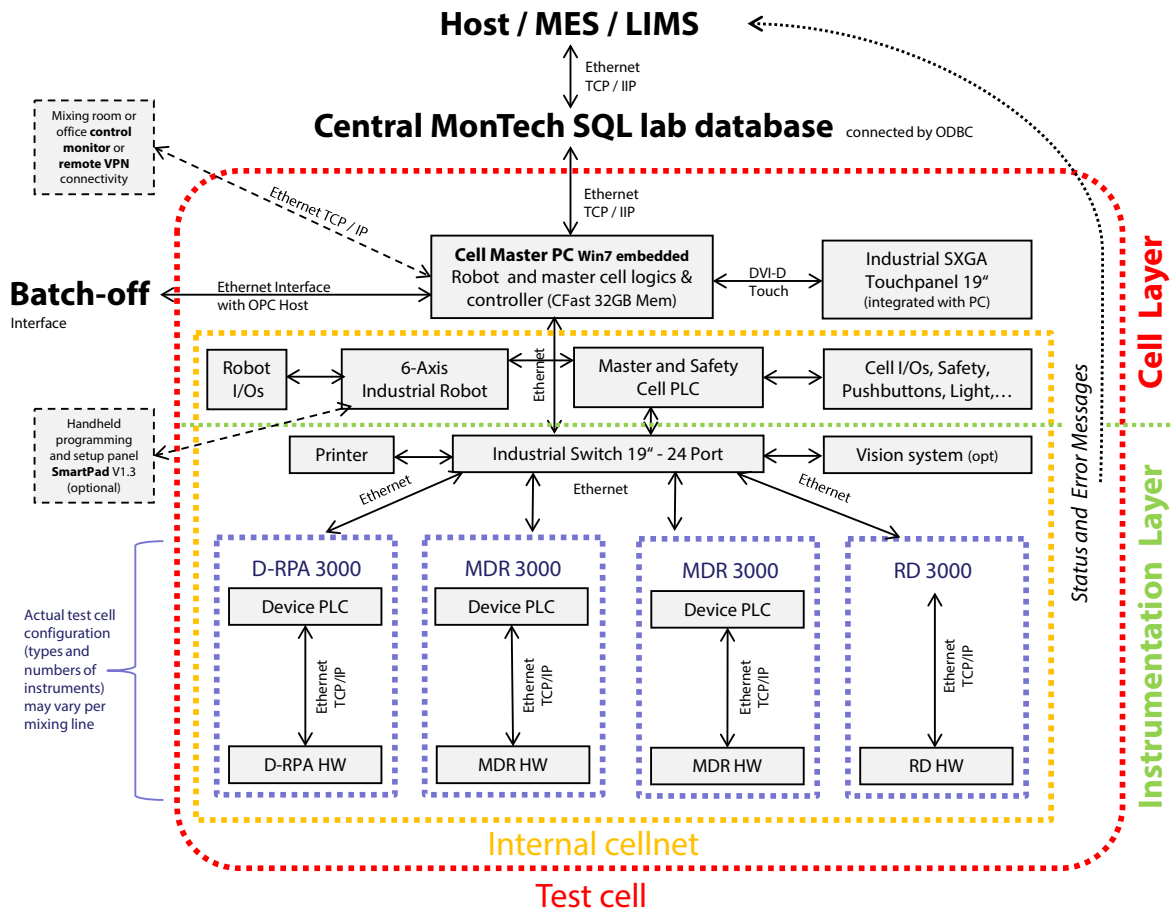 Host / MES / LIMS
Ethernet
TCP / IIP
Central MonTech SQL lab database connected by ODBC
Mixing room or
office control
monitor or
remote VPN
connectivity
Ethernet TCP / IP
Ethernet
TCP / IIP
Cell Master PC Win7 embedded
Robot and master cell logics &
controller (CFast 32GB Mem)
DVI-D
Touch
Industrial SXGA
Touchpanel 19“
(integrated with PC)
Batch-off
Interface
Ethernet Interface
with OPC Host
Cell Layer
Robot
I/Os
6-Axis
Industrial Robot
Ethernet
Master and Safety
Cell PLC
Cell I/Os, Safety,
Pushbuttons, Light,…
Handheld
programming
and setup panel
SmartPad V1.3
(optional)
Printer
Industrial Switch 19“ - 24 Port
Vision system (opt)
Status and Error Messages
Instrumentation Layer
Ethernet
Ethernet
Ethernet
Actual test cell
configuration
(types and
numbers of
instruments)
may vary per
mixing line
D-RPA 3000
Device PLC
Ethernet
TCP/IP
D-RPA HW
MDR 3000
Device PLC
Ethernet
TCP/IP
MDR HW
MDR 3000
Device PLC
Ethernet
TCP/IP
MDR HW
RD 3000
Ethernet
TCP/IP
RD HW
Internal cellnet
Test cell